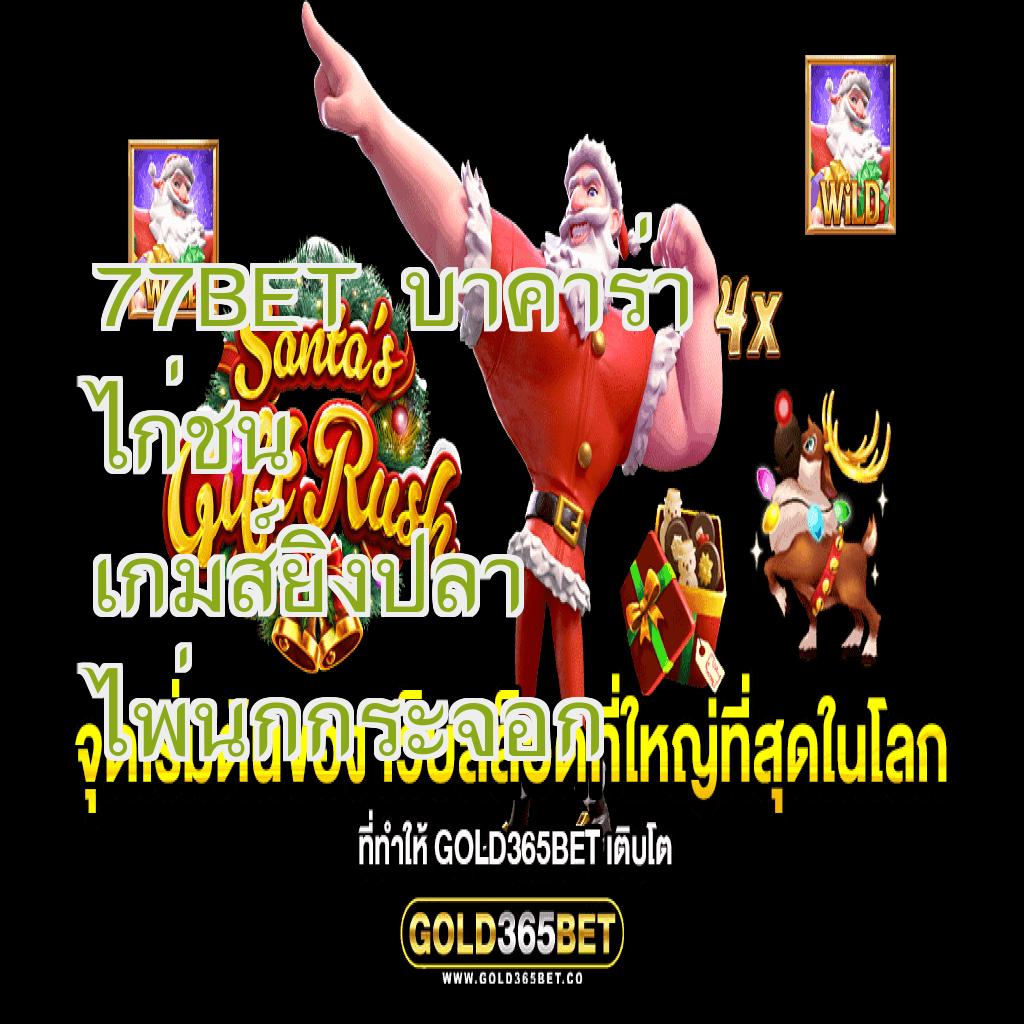 WILD
77BET บาคาร่า
4x
Santa's
ไก่ชน
Gift Rush
เกมส์ยิงปลา
ไพ่นกกระจอก
ที่ใหญ่ที่สุดในโลก
ที่ทำให้ GOLD365BET เติบโต
GOLD365BET
WWW.GOLD365BET.CO